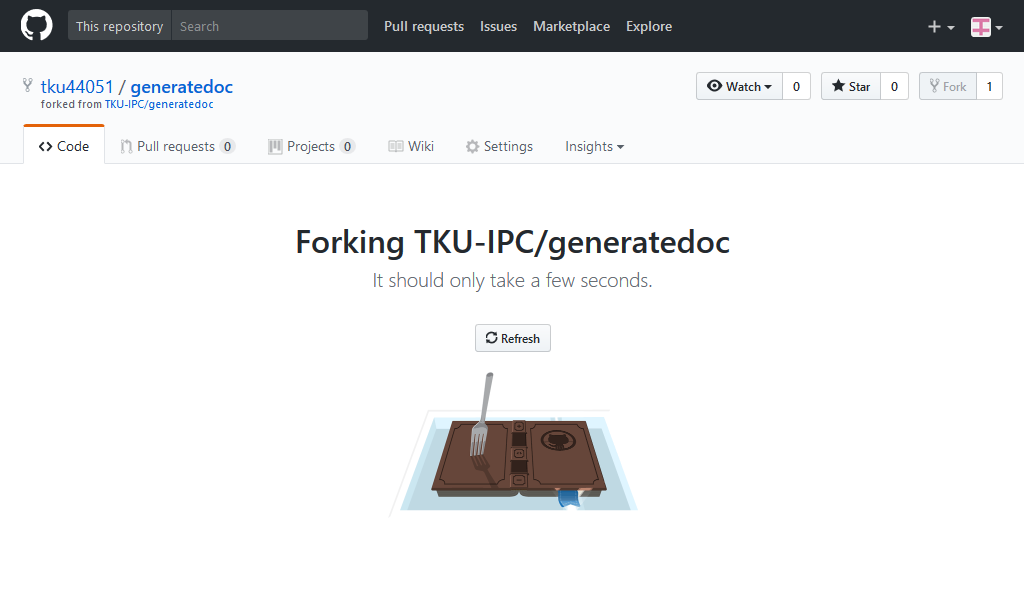 This repository Search Pull requests Issues Marketplace Explore
tku44051 / generatedoc Watch 0 Star 0 Fork 1
forked from TKU-IPC/generatedoc
Code Pull requests 0 Projects 0 Wiki Settings Insights
Forking TKU-IPC/generatedoc
It should only take a few seconds.
Refresh